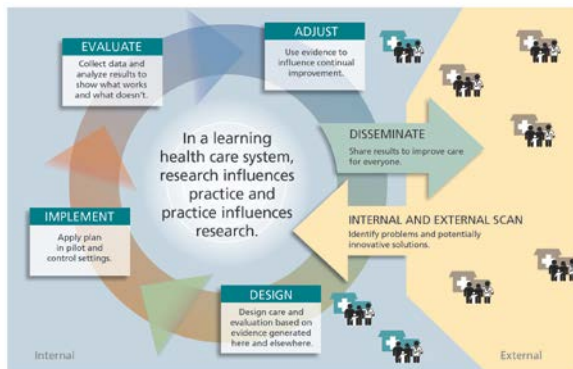 EVALUATE
Collect data and
analyze results to
show what works
and what doesn't.
ADJUST
Use evidence to
influence continual
improvement.
In a learning
health care system,
research influences
practice and
practice influences
research.
DISSEMINATE
Share results to improve care
for everyone.
INTERNAL AND EXTERNAL SCAN
Identify problems and potentially
innovative solutions.
IMPLEMENT
Apply plan
in pilot and
control settings.
DESIGN
Design care and
evaluation based on
evidence generated
here and elsewhere.
Internal
External